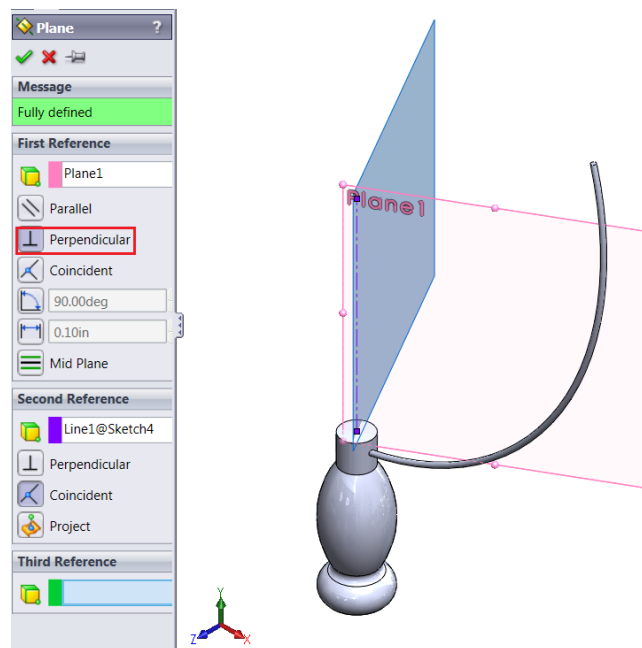 Plane ?
Message
Fully defined
First Reference
Plane1
Parallel
Perpendicular
Coincident
90.00deg
0.10in
Mid Plane
Second Reference
Line1@Sketch4
Perpendicular
Coincident
Project
Third Reference
Plane1
Y
Z
X